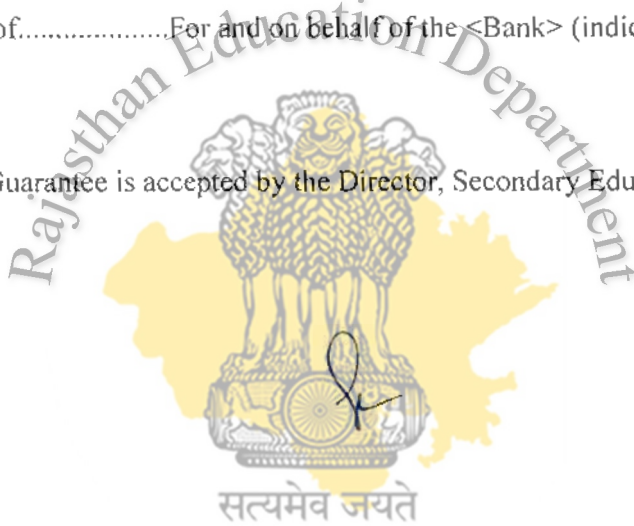 of...................For and on behalf of the <Bank> (indic
Rajasthan Education Department
Guarantee is accepted by the Director, Secondary Edu
सत्यमेव जयते